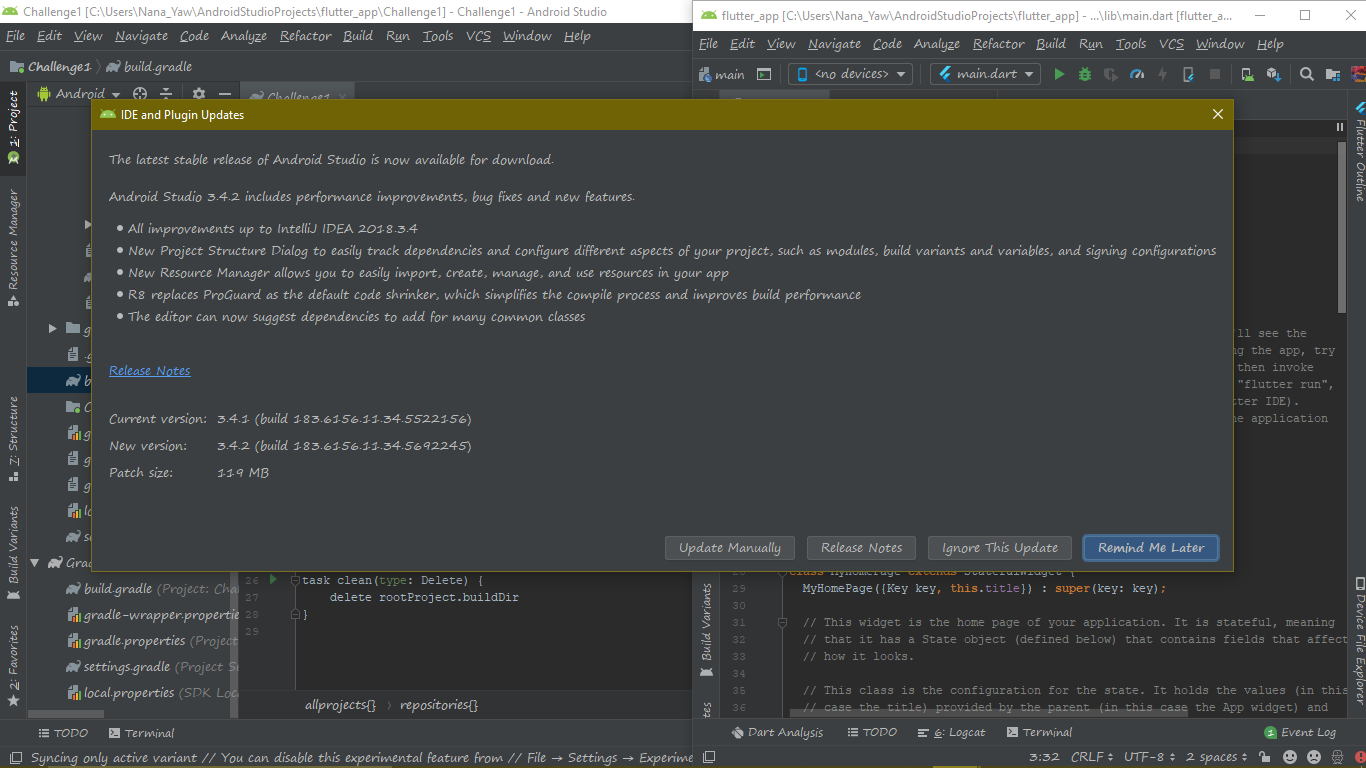 Challenge1 [C:\Users\Nana_Yaw\AndroidStudioProjects\flutter_app\Challenge1] - Challenge1 - Android Studio
File Edit View Navigate Code Analyze Refactor Build Run Tools VCS Window Help
Challenge1 build.gradle
Android
Challenge1
1: Project
Resource Manager
Z: Structure
Build Variants
2: Favorites
flutter_app [C:\Users\Nana_Yaw\AndroidStudioProjects\flutter_app] - ...\lib\main.dart [flutter_a...
File Edit View Navigate Code Analyze Refactor Build Run Tools VCS Window Help
main <no devices> main.dart
Flutter Outline
IDE and Plugin Updates
The latest stable release of Android Studio is now available for download.
Android Studio 3.4.2 includes performance improvements, bug fixes and new features.
• All improvements up to IntelliJ IDEA 2018.3.4
• New Project Structure Dialog to easily track dependencies and configure different aspects of your project, such as modules, build variants and variables, and signing configurations
• New Resource Manager allows you to easily import, create, manage, and use resources in your app
• R8 replaces ProGuard as the default code shrinker, which simplifies the compile process and improves build performance
• The editor can now suggest dependencies to add for many common classes
Release Notes
Current version: 3.4.1 (build 183.6156.11.34.5522156)
New version: 3.4.2 (build 183.6156.11.34.5692245)
Patch size: 119 MB
Update Manually Release Notes Ignore This Update Remind Me Later
'll see the
ng the app, try
then invoke
"flutter run",
tter IDE).
he application
build.gradle (Project: Cha
gradle-wrapper.propertie
gradle.properties (Project
settings.gradle (Project Se
local.properties (SDK Loc
26 task clean(type: Delete) {
27 delete rootProject.buildDir
28 }
29
allprojects{} › repositories{}
TODO Terminal
Syncing only active variant // You can disable this experimental feature from // File → Settings → Experime
class MyHomePage extends StatefulWidget {
29 MyHomePage({Key key, this.title}) : super(key: key);
30
31 // This widget is the home page of your application. It is stateful, meaning
32 // that it has a State object (defined below) that contains fields that affect
33 // how it looks.
34
35 // This class is the configuration for the state. It holds the values (in this
36 // case the title) provided by the parent (in this case the App widget) and
Build Variants
Device File Explorer
Dart Analysis TODO 6: Logcat Terminal 1 Event Log
3:32 CRLF UTF-8 2 spaces